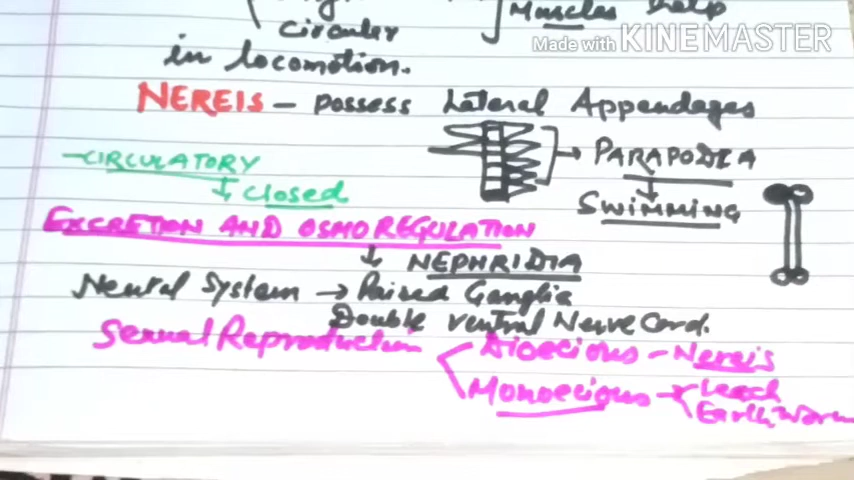 circular
Muscles help
Made with KINEMASTER
in locomotion.
NEREIS - possess Lateral Appendages
→ PARAPODIA
- CIRCULATORY
↓ closed
↓
SWIMMING
EXCRETION AND OSMOREGULATION
↓ NEPHRIDIA
Neural System → Paired Ganglia
Double ventral Nerve Cord.
Sexual Reproduction
Dioecious - Nereis
Monoecious - Leech
Earthworm